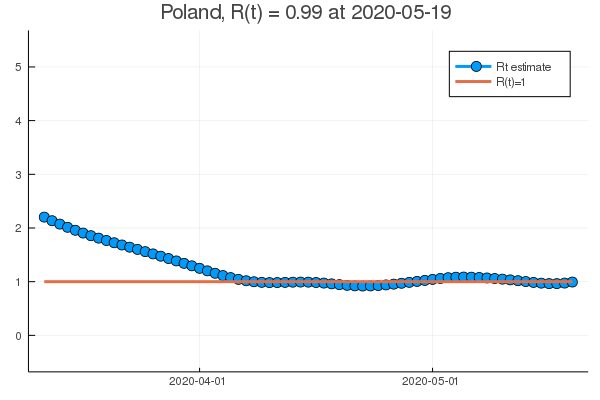 Poland, R(t) = 0.99 at 2020-05-19
5
4
3
2
1
0
Rt estimate
R(t)=1
2020-04-01
2020-05-01